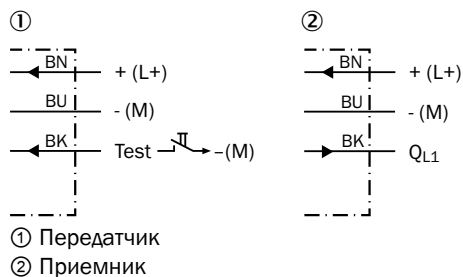 ① ②
BN + (L+) BN + (L+)
BU - (M) BU - (M)
BK Test –(M) BK QL1
① Передатчик
② Приемник